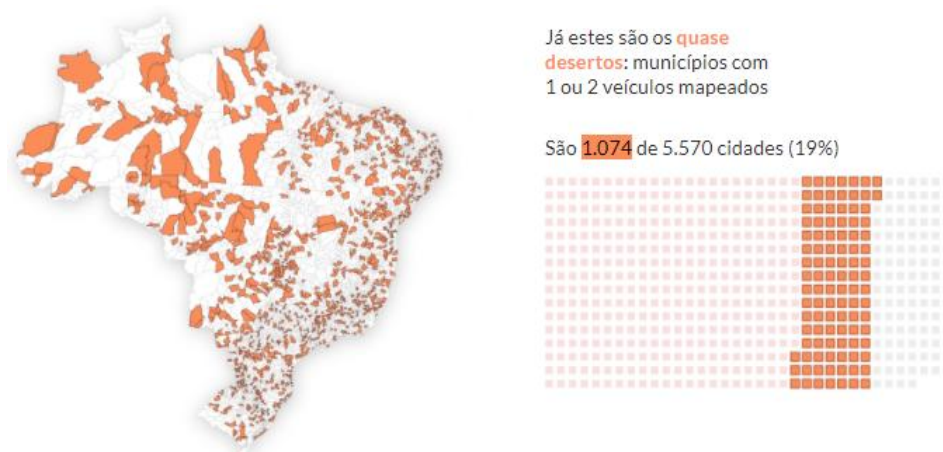 Já estes são os quase
desertos: municípios com
1 ou 2 veículos mapeados
São 1.074 de 5.570 cidades (19%)